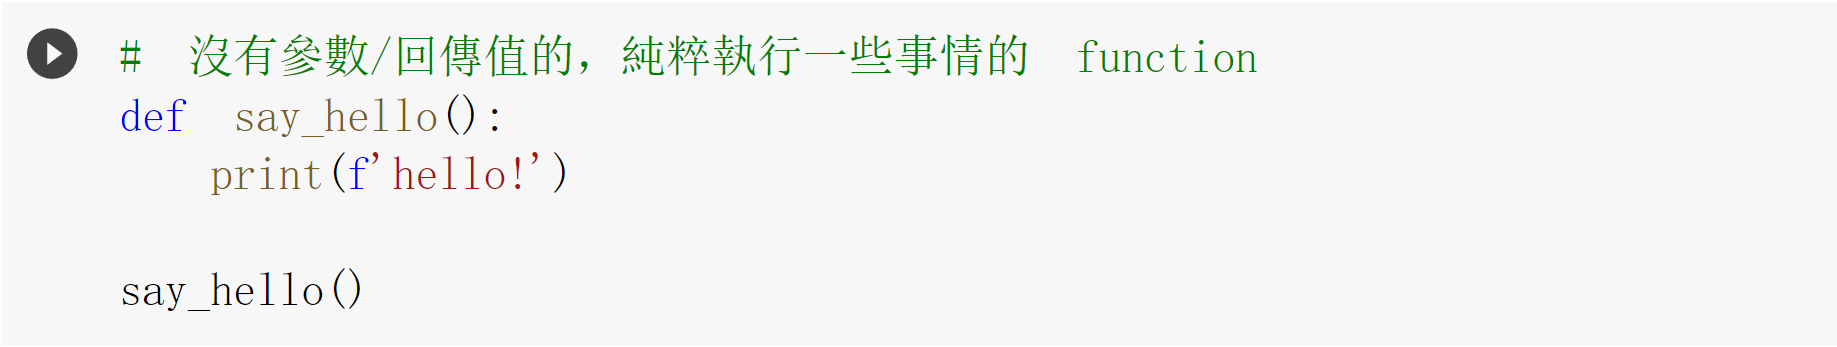 # 沒有參數/回傳值的，純粹執行一些事情的 function
def say_hello():
    print(f'hello!')
say_hello()